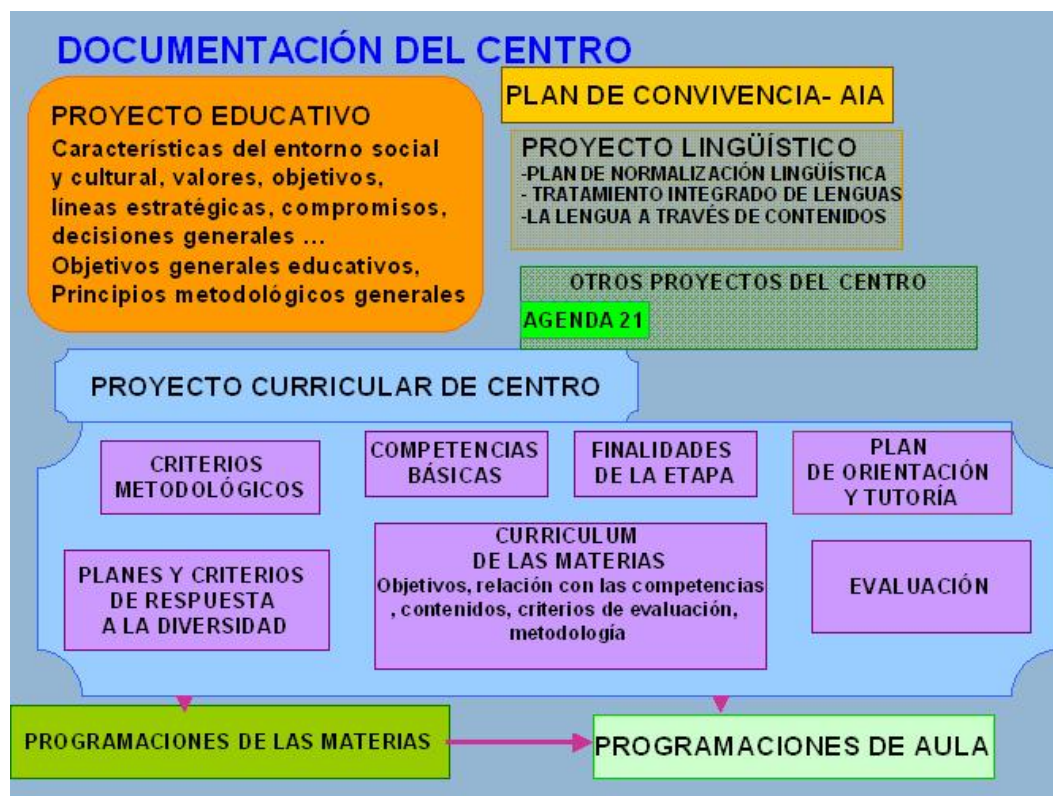 DOCUMENTACIÓN DEL CENTRO
PROYECTO EDUCATIVO
Características del entorno social
y cultural, valores, objetivos,
líneas estratégicas, compromisos,
decisiones generales ...
Objetivos generales educativos,
Principios metodológicos generales
PLAN DE CONVIVENCIA- AIA
PROYECTO LINGÜÍSTICO
-PLAN DE NORMALIZACIÓN LINGÜÍSTICA
- TRATAMIENTO INTEGRADO DE LENGUAS
-LA LENGUA A TRAVÉS DE CONTENIDOS
OTROS PROYECTOS DEL CENTRO
AGENDA 21
PROYECTO CURRICULAR DE CENTRO
CRITERIOS
METODOLÓGICOS
COMPETENCIAS
BÁSICAS
FINALIDADES
DE LA ETAPA
PLAN
DE ORIENTACIÓN
Y TUTORÍA
PLANES Y CRITERIOS
DE RESPUESTA
A LA DIVERSIDAD
CURRICULUM
DE LAS MATERIAS
Objetivos, relación con las competencias
, contenidos, criterios de evaluación,
metodología
EVALUACIÓN
PROGRAMACIONES DE LAS MATERIAS
PROGRAMACIONES DE AULA